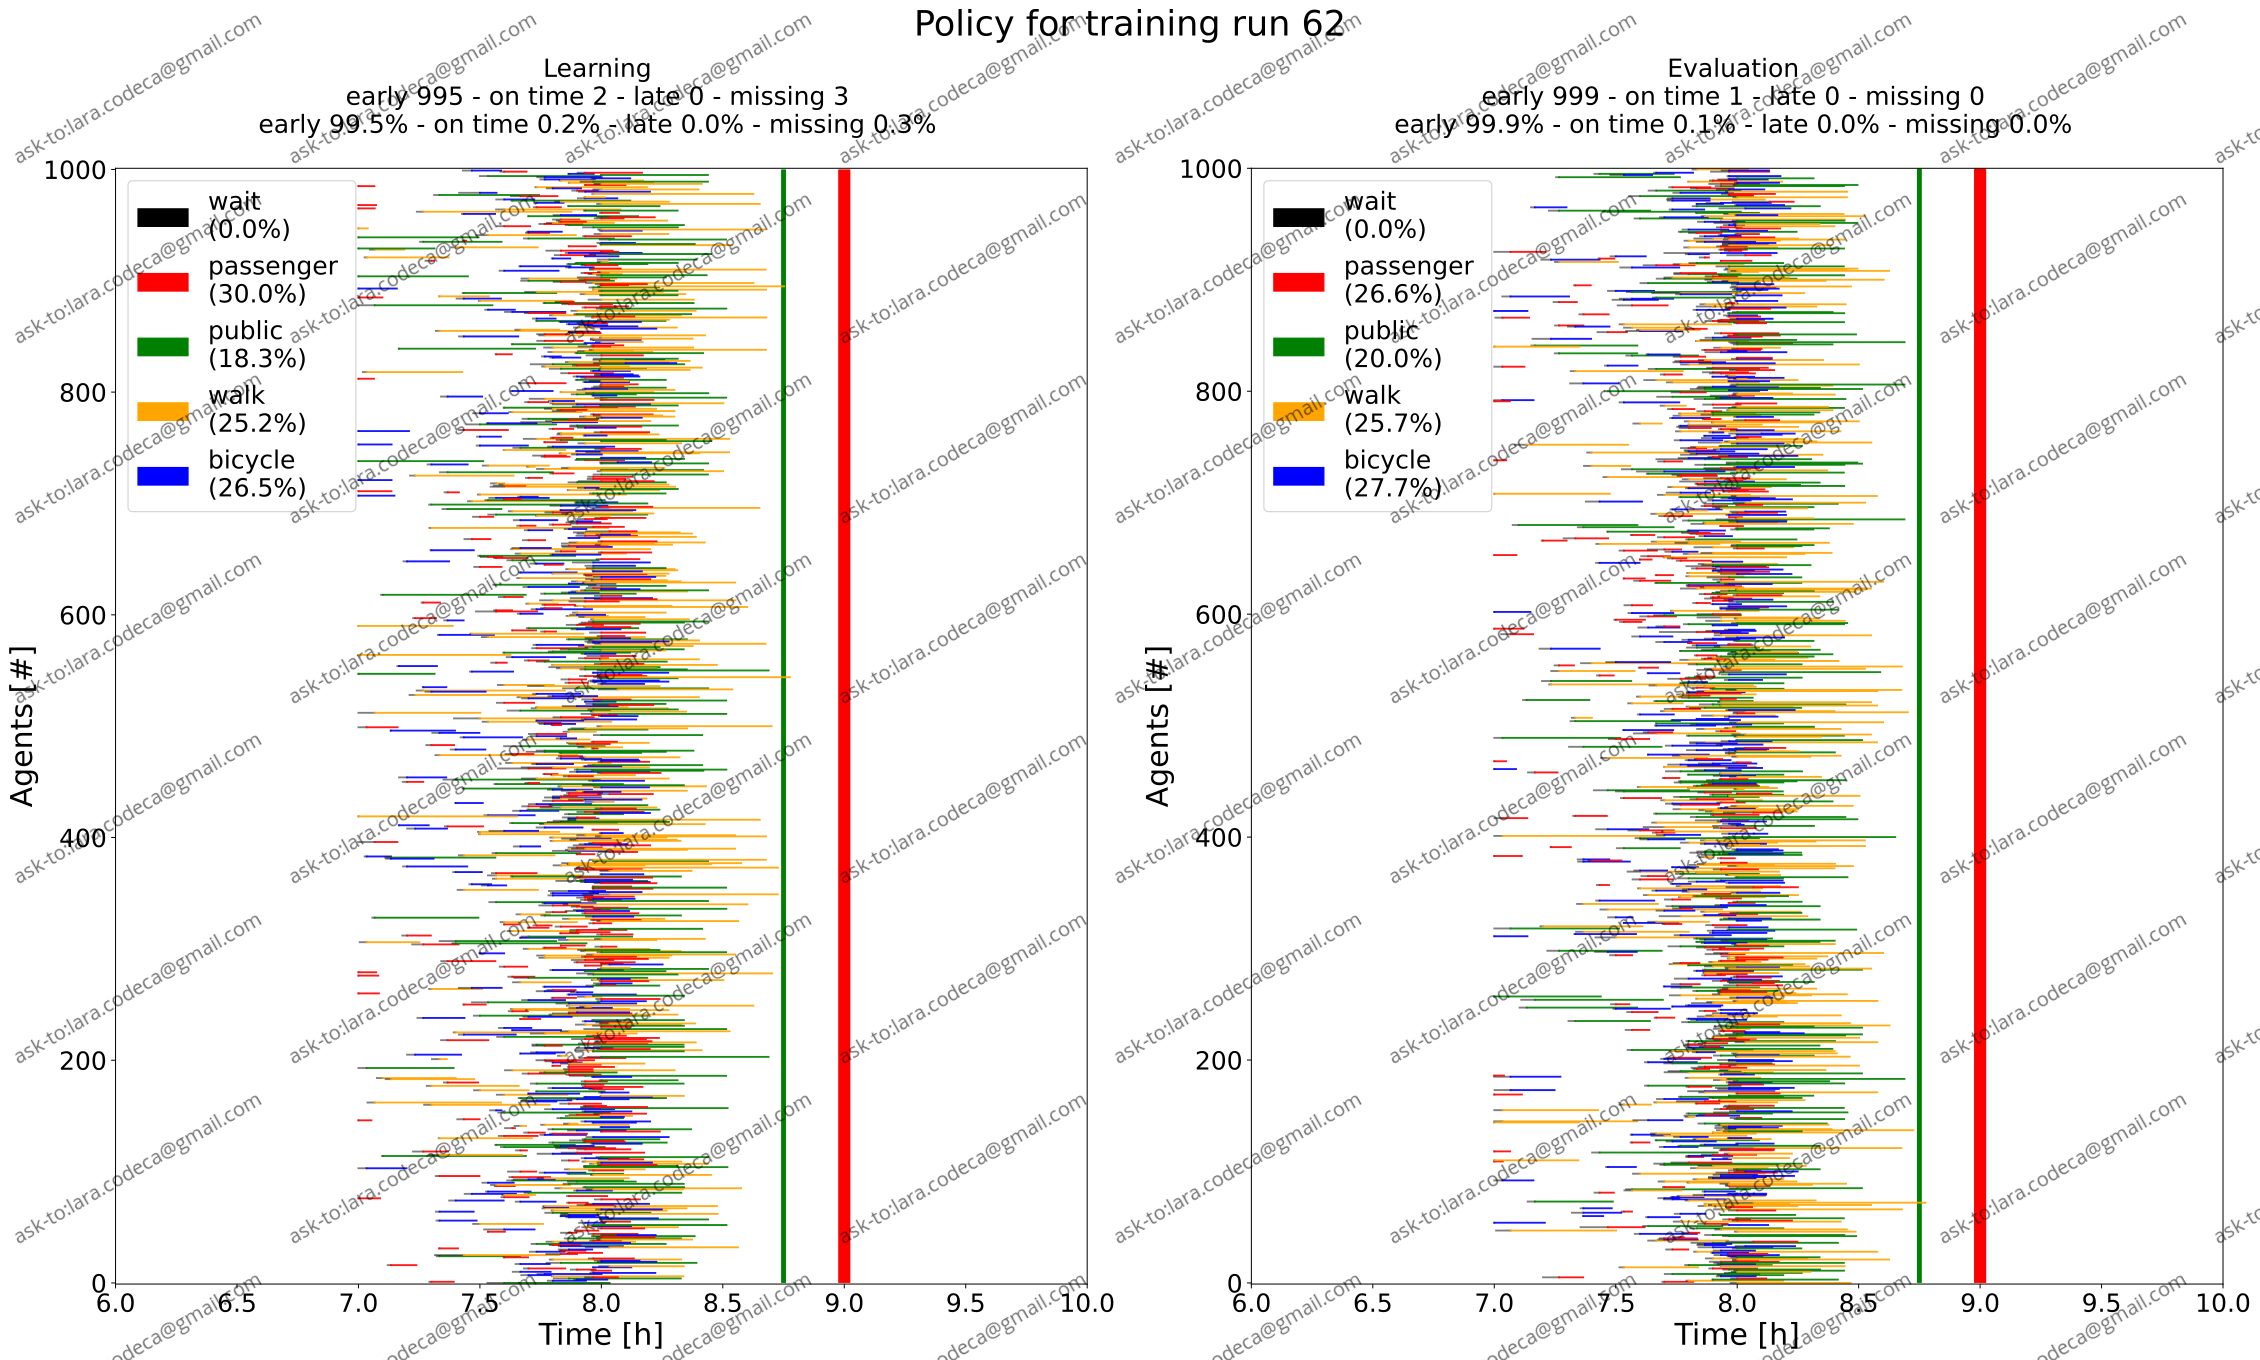 Policy for training run 62
Learning
early 995 - on time 2 - late 0 - missing 3
early 99.5% - on time 0.2% - late 0.0% - missing 0.3%
1000
800
600
400
200
0
Agents [#]
wait
(0.0%)
passenger
(30.0%)
public
(18.3%)
walk
(25.2%)
bicycle
(26.5%)
6.0 6.5 7.0 7.5 8.0 8.5 9.0 9.5 10.0
Time [h]
Evaluation
early 999 - on time 1 - late 0 - missing 0
early 99.9% - on time 0.1% - late 0.0% - missing 0.0%
1000
800
600
400
200
0
Agents [#]
wait
(0.0%)
passenger
(26.6%)
public
(20.0%)
walk
(25.7%)
bicycle
(27.7%)
6.0 6.5 7.0 7.5 8.0 8.5 9.0 9.5 10.0
Time [h]
ask-to:lara.codeca@gmail.com